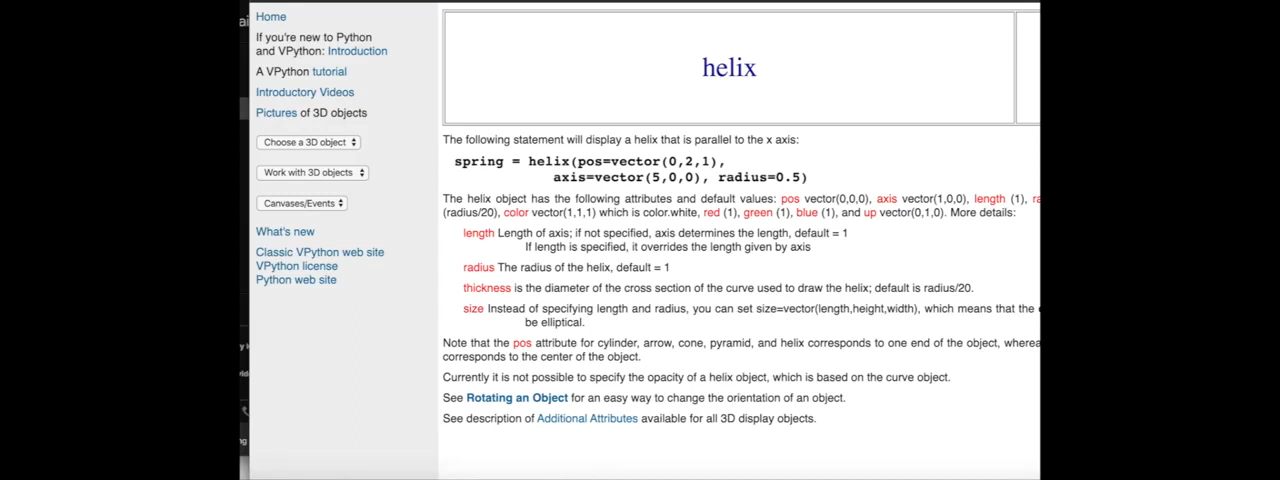 Home
If you're new to Python
and VPython: Introduction
A VPython tutorial
Introductory Videos
Pictures of 3D objects
Choose a 3D object
Work with 3D objects
Canvases/Events
What's new
Classic VPython web site
VPython license
Python web site
helix
The following statement will display a helix that is parallel to the x axis:
spring = helix(pos=vector(0,2,1),
axis=vector(5,0,0), radius=0.5)
The helix object has the following attributes and default values: pos vector(0,0,0), axis vector(1,0,0), length (1), ra
(radius/20), color vector(1,1,1) which is color.white, red (1), green (1), blue (1), and up vector(0,1,0). More details:
length Length of axis; if not specified, axis determines the length, default = 1
If length is specified, it overrides the length given by axis
radius The radius of the helix, default = 1
thickness is the diameter of the cross section of the curve used to draw the helix; default is radius/20.
size Instead of specifying length and radius, you can set size=vector(length,height,width), which means that the
be elliptical.
Note that the pos attribute for cylinder, arrow, cone, pyramid, and helix corresponds to one end of the object, wherea
corresponds to the center of the object.
Currently it is not possible to specify the opacity of a helix object, which is based on the curve object.
See Rotating an Object for an easy way to change the orientation of an object.
See description of Additional Attributes available for all 3D display objects.